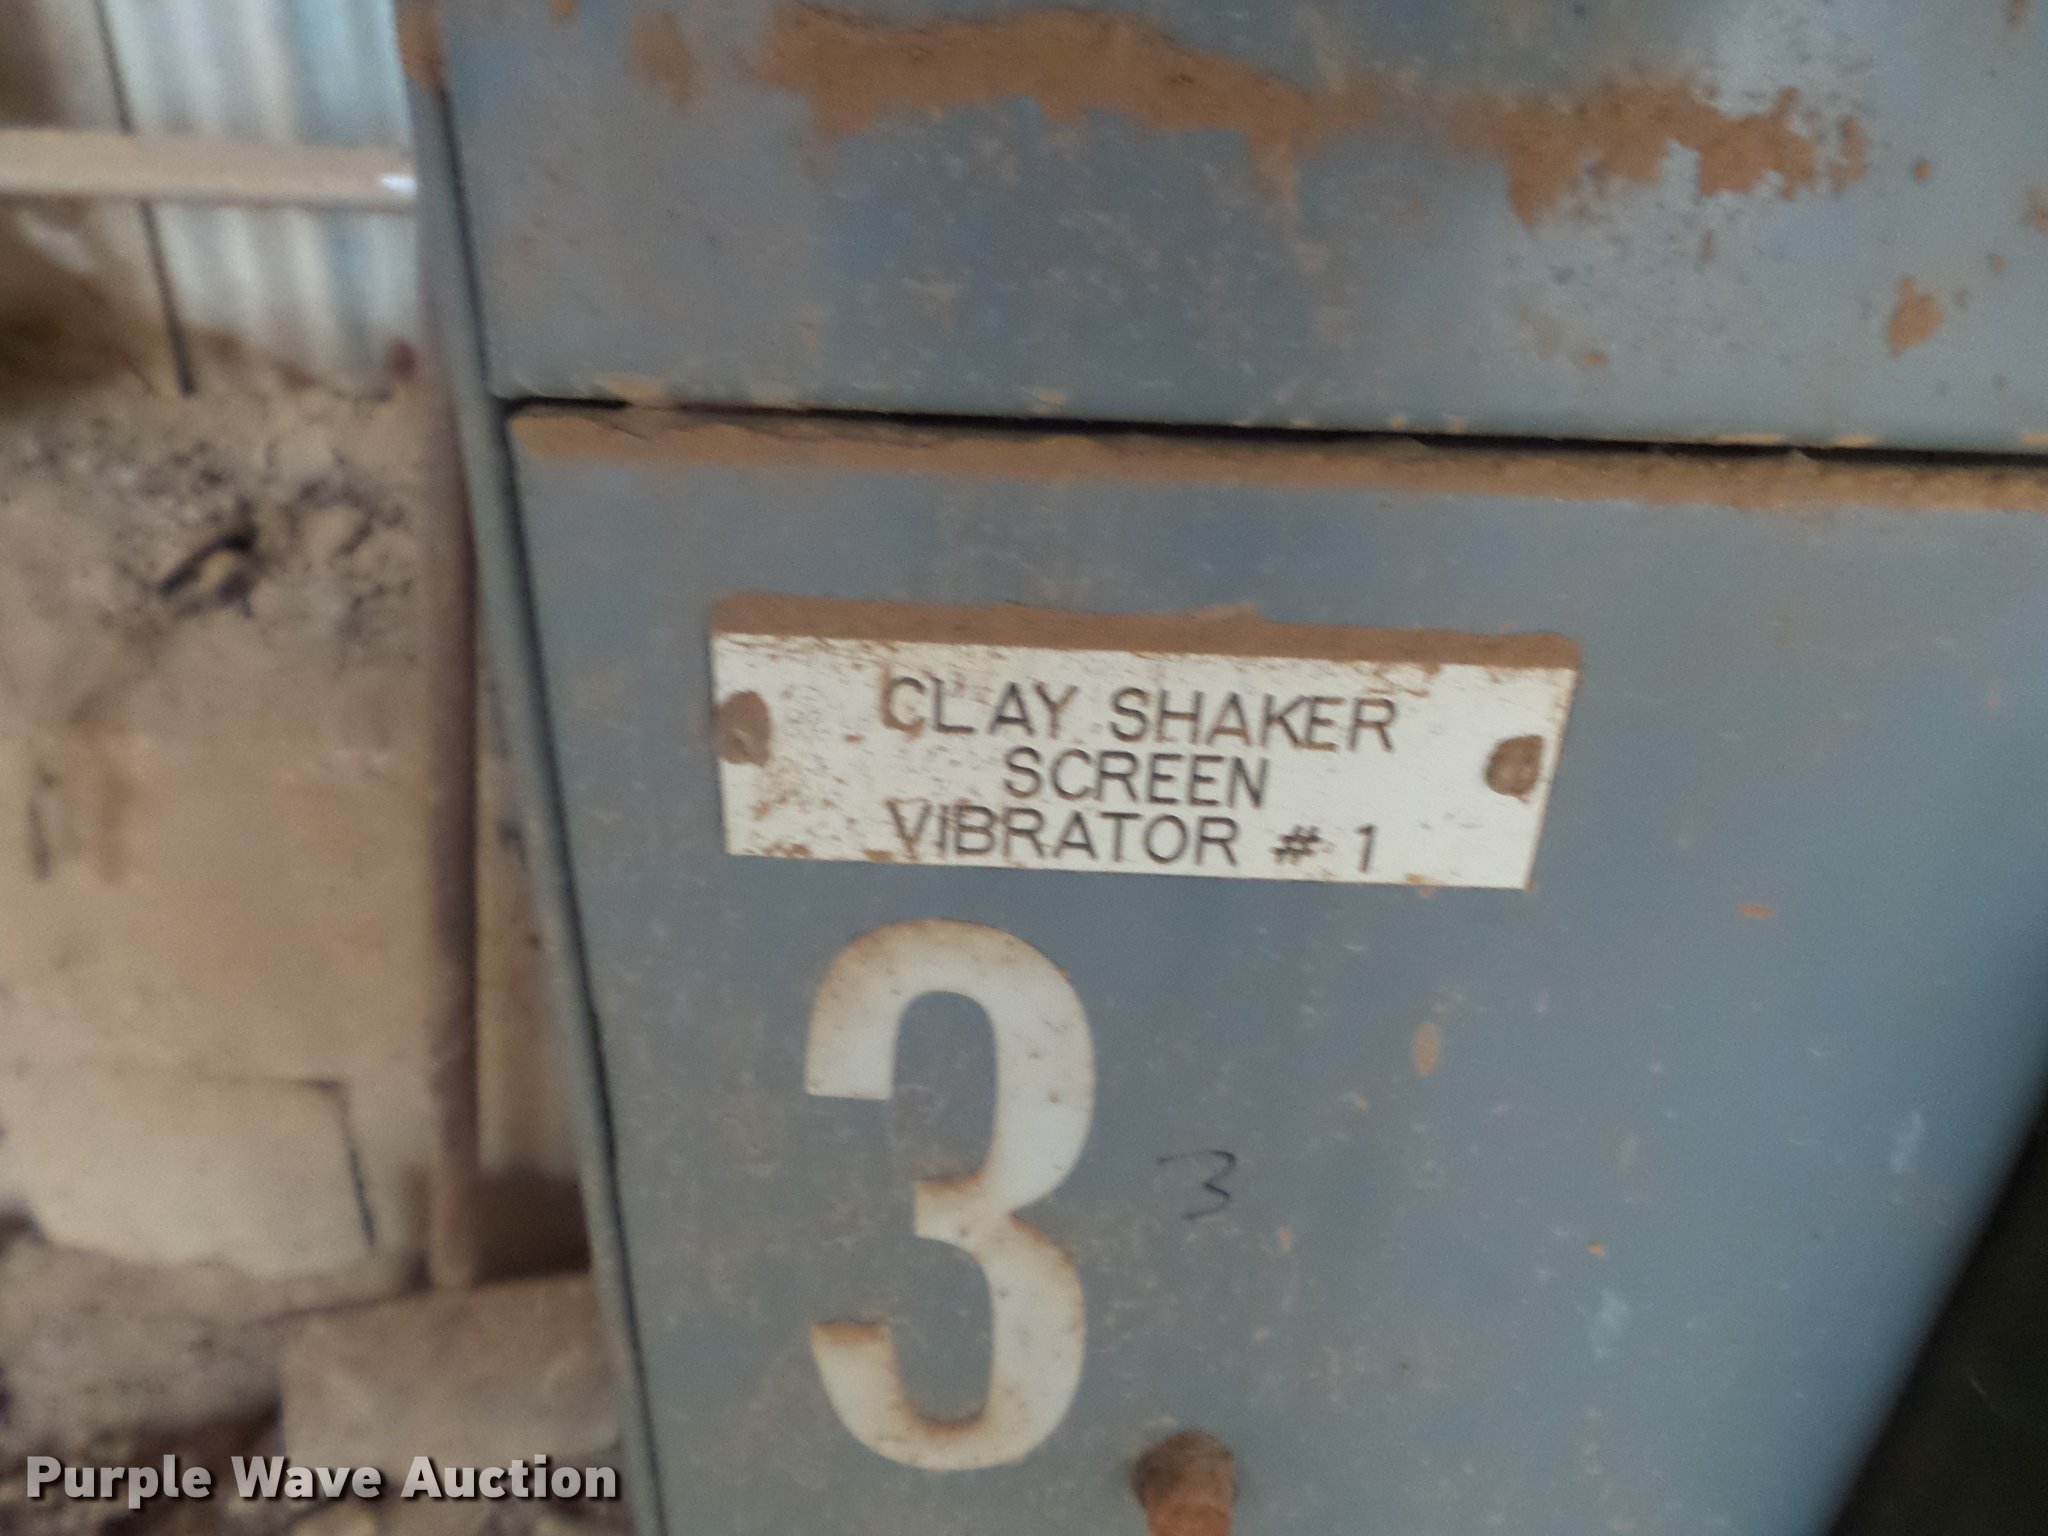 CLAY SHAKER
SCREEN
VIBRATOR # 1
3
3
Purple Wave Auction